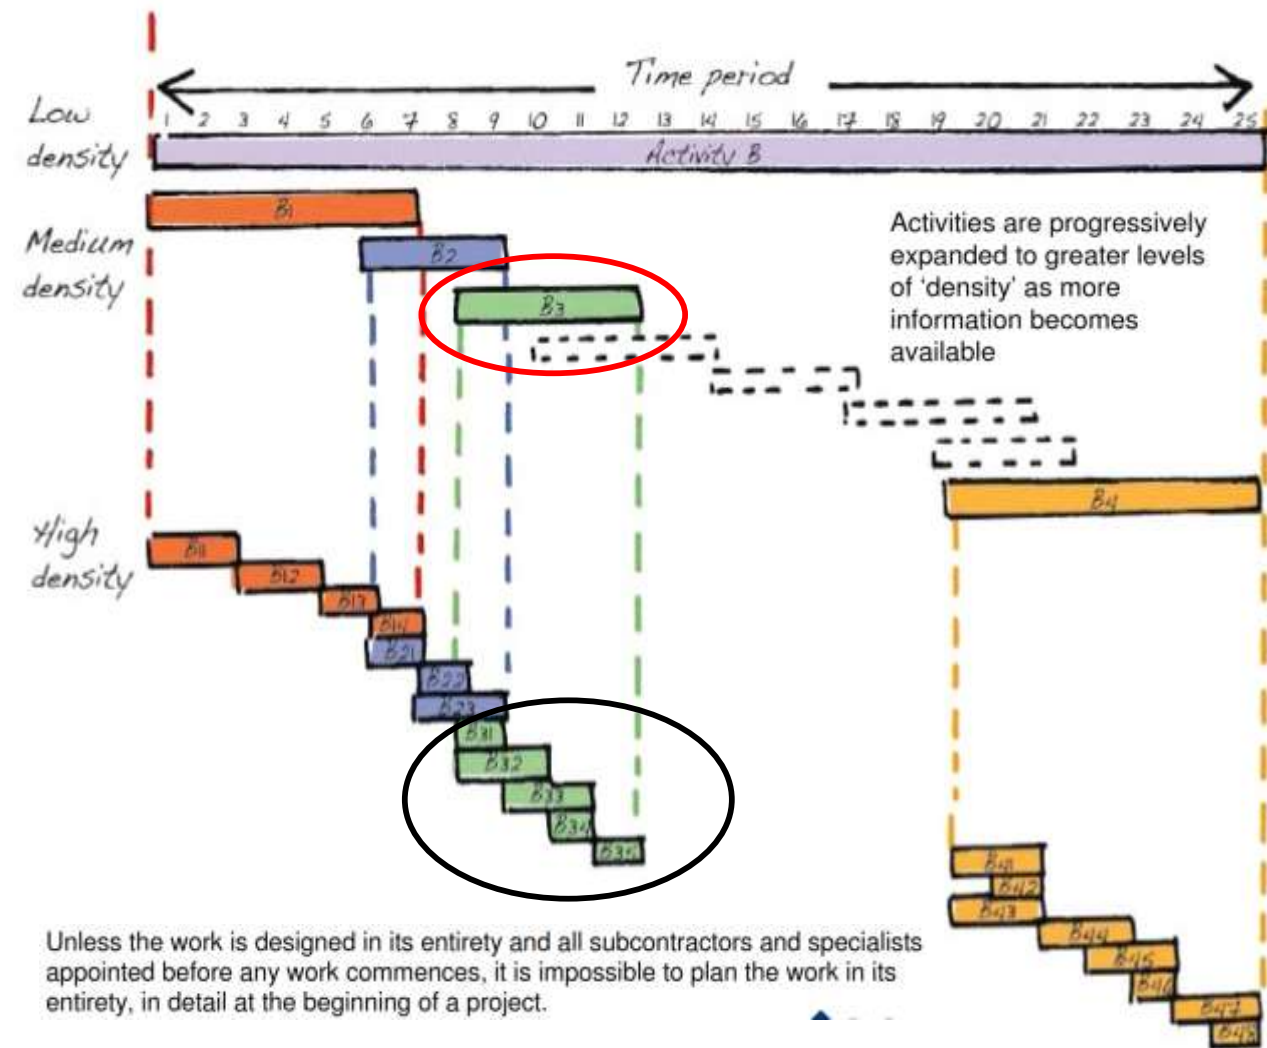 Time period
Low
density
1 2 3 4 5 6 7 8 9 10 11 12 13 14 15 16 17 18 19 20 21 22 23 24 25
Activity B
B1
Medium
density
B2
B3
Activities are progressively
expanded to greater levels
of ‘density’ as more
information becomes
available
B4
High
density
B11
B12
B13
B14
B21
B22
B23
B31
B32
B33
B34
B35
B41
B42
B43
B44
B45
B46
B47
B48
Unless the work is designed in its entirety and all subcontractors and specialists
appointed before any work commences, it is impossible to plan the work in its
entirety, in detail at the beginning of a project.